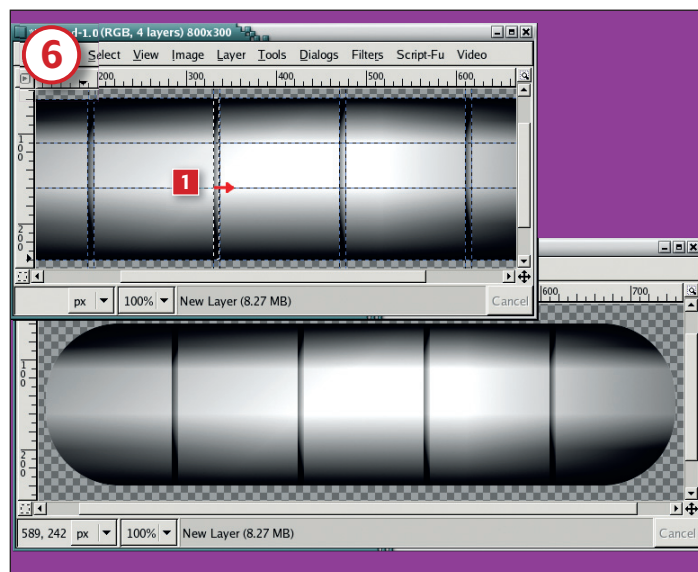 d-1.0 (RGB, 4 layers) 800x300
6
Select View Image Layer Tools Dialogs Filters Script-Fu Video
200 300 400 500 600
100
200
1
px 100% New Layer (8.27 MB) Cancel
600 700
100
200
589, 242 px 100% New Layer (8.27 MB) Cancel